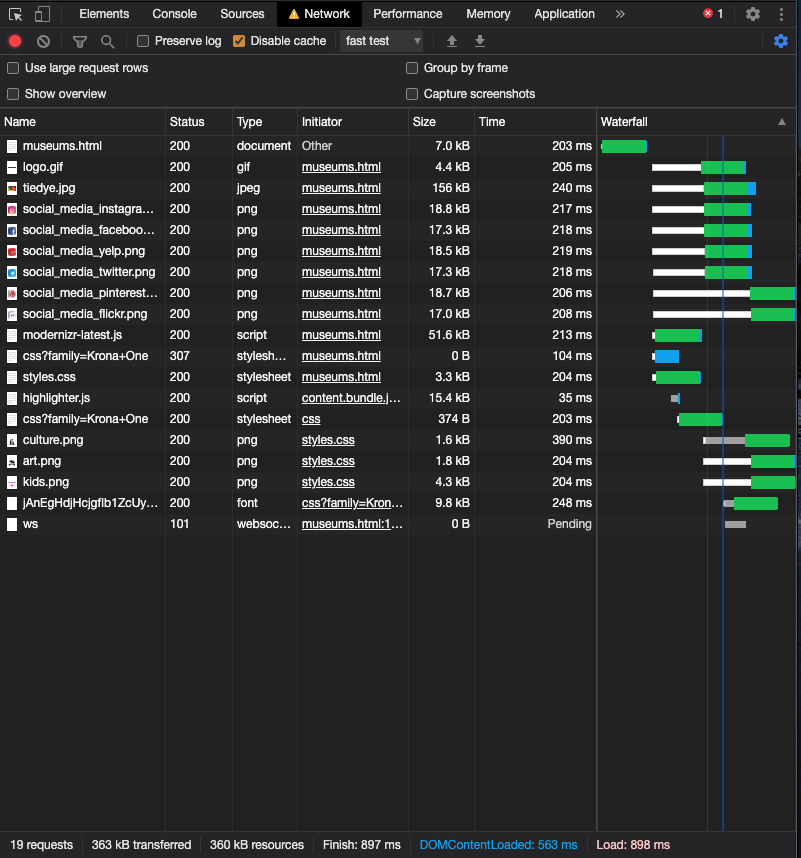 Elements Console Sources Network Performance Memory Application » 1
Preserve log Disable cache fast test
Use large request rows Group by frame
Show overview Capture screenshots
Name Status Type Initiator Size Time Waterfall
museums.html 200 document Other 7.0 kB 203 ms
logo.gif 200 gif museums.html 4.4 kB 205 ms
tiedye.jpg 200 jpeg museums.html 156 kB 240 ms
social_media_instagra... 200 png museums.html 18.8 kB 217 ms
social_media_faceboo... 200 png museums.html 17.3 kB 218 ms
social_media_yelp.png 200 png museums.html 18.5 kB 219 ms
social_media_twitter.png 200 png museums.html 17.3 kB 218 ms
social_media_pinterest... 200 png museums.html 18.7 kB 206 ms
social_media_flickr.png 200 png museums.html 17.0 kB 208 ms
modernizr-latest.js 200 script museums.html 51.6 kB 213 ms
css?family=Krona+One 307 stylesh... museums.html 0 B 104 ms
styles.css 200 stylesheet museums.html 3.3 kB 204 ms
highlighter.js 200 script content.bundle.j... 15.4 kB 35 ms
css?family=Krona+One 200 stylesheet css 374 B 203 ms
culture.png 200 png styles.css 1.6 kB 390 ms
art.png 200 png styles.css 1.8 kB 204 ms
kids.png 200 png styles.css 4.3 kB 204 ms
jAnEgHdjHcjgfIb1ZcUy... 200 font css?family=Kron... 9.8 kB 248 ms
ws 101 websoc... museums.html:1... 0 B Pending
19 requests 363 kB transferred 360 kB resources Finish: 897 ms DOMContentLoaded: 563 ms Load: 898 ms